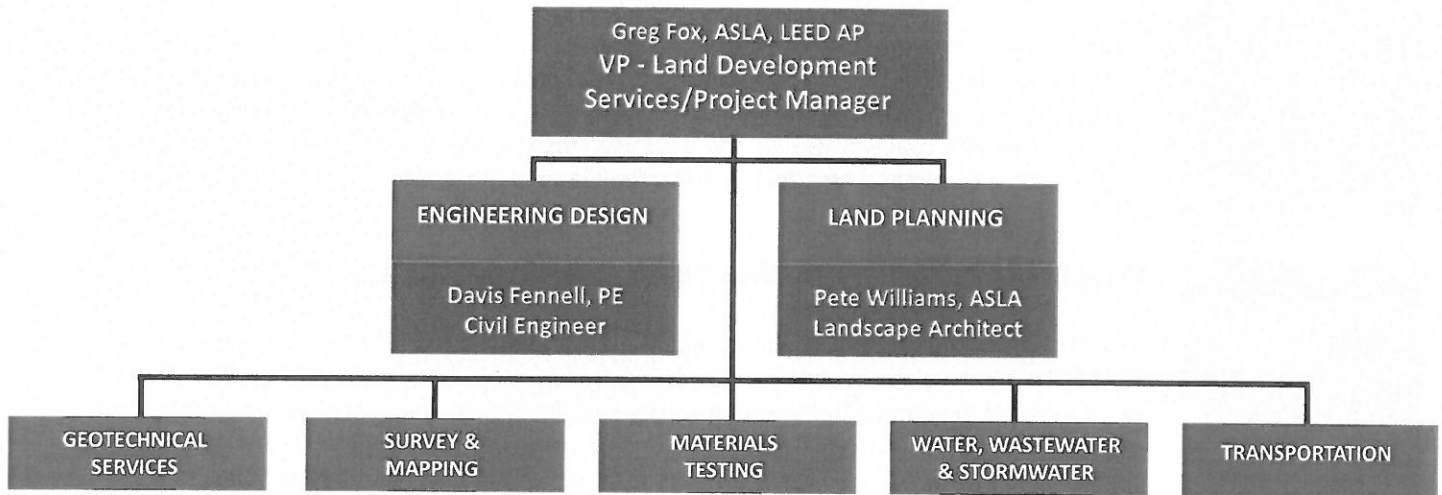 Greg Fox, ASLA, LEED AP
VP - Land Development
Services/Project Manager
ENGINEERING DESIGN
Davis Fennell, PE
Civil Engineer
LAND PLANNING
Pete Williams, ASLA
Landscape Architect
GEOTECHNICAL
SERVICES
SURVEY &
MAPPING
MATERIALS
TESTING
WATER, WASTEWATER
& STORMWATER
TRANSPORTATION